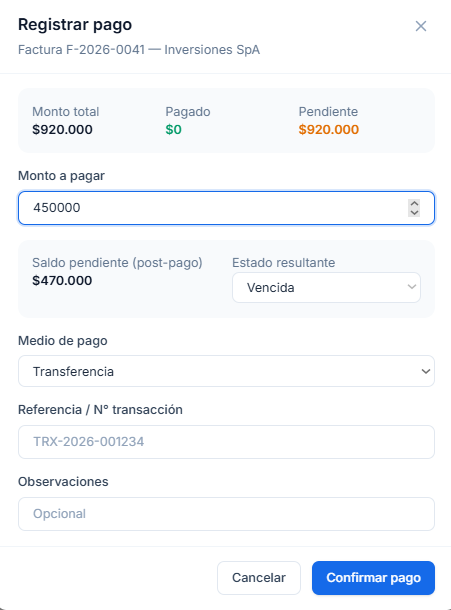 Registrar pago
Factura F-2026-0041 — Inversiones SpA
Monto total Pagado Pendiente
$920.000 $0 $920.000
Monto a pagar
450000
Saldo pendiente (post-pago) Estado resultante
$470.000 Vencida
Medio de pago
Transferencia
Referencia / N° transacción
TRX-2026-001234
Observaciones
Opcional
Cancelar Confirmar pago